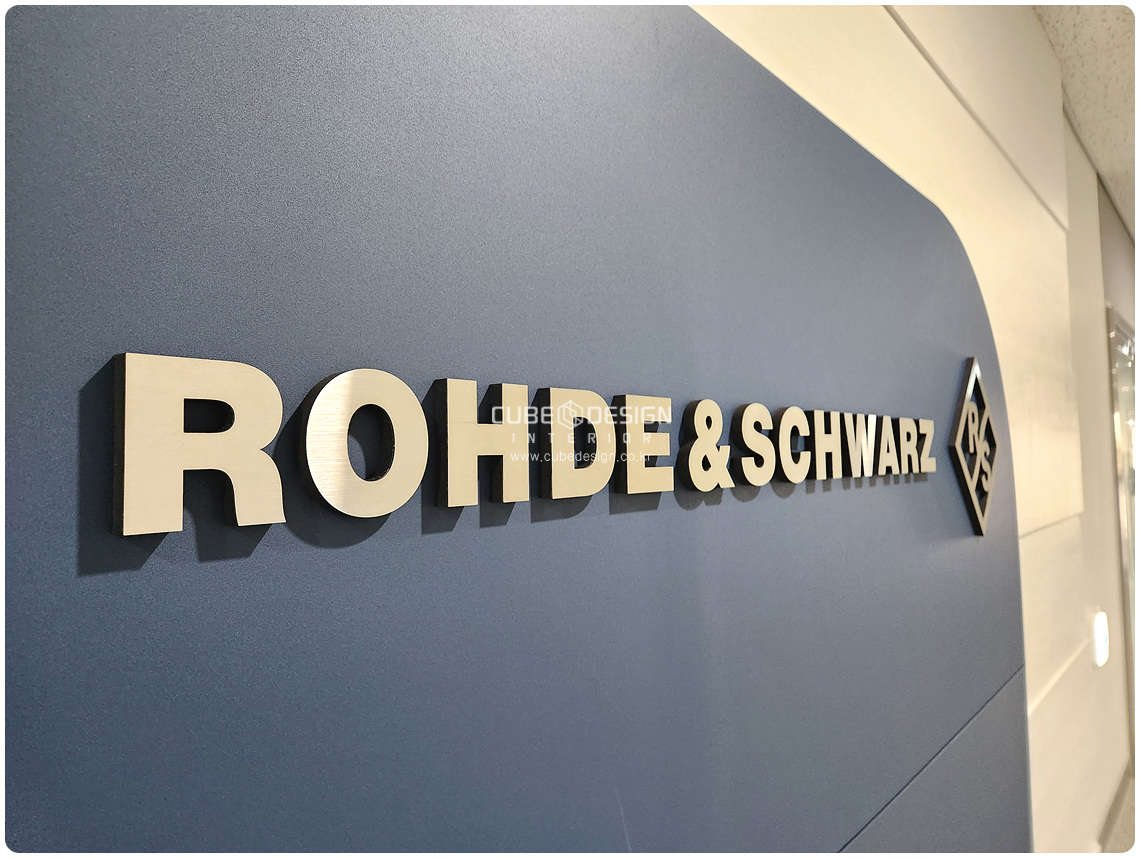 ROHDE & SCHWARZ
R S
CUBE DESIGN
INTERIOR
www.cubedesign.co.kr